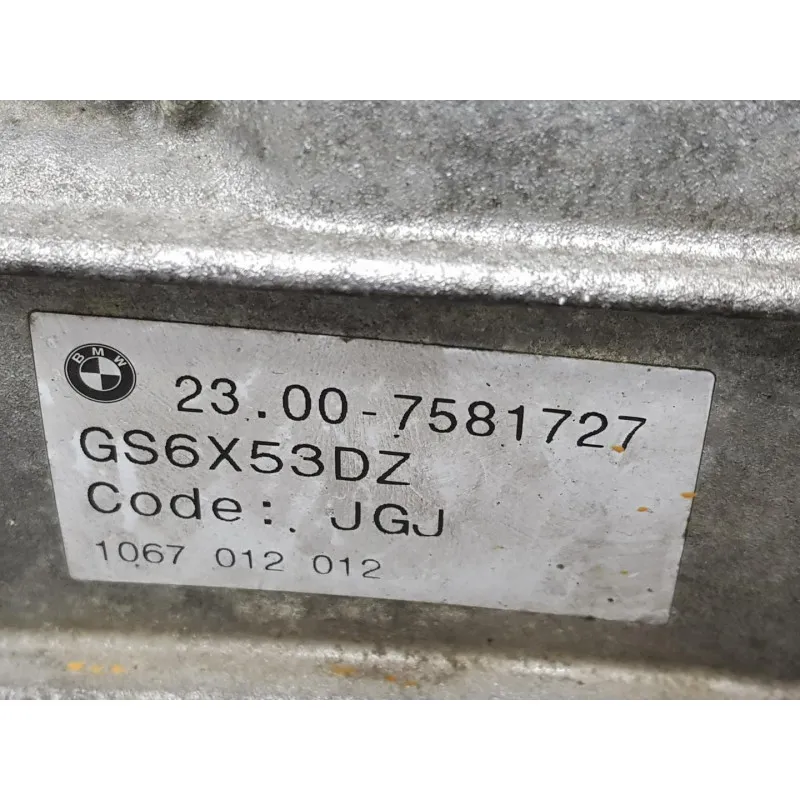 BMW
23.00-7581727
GS6X53DZ
Code: JGJ
1067 012 012